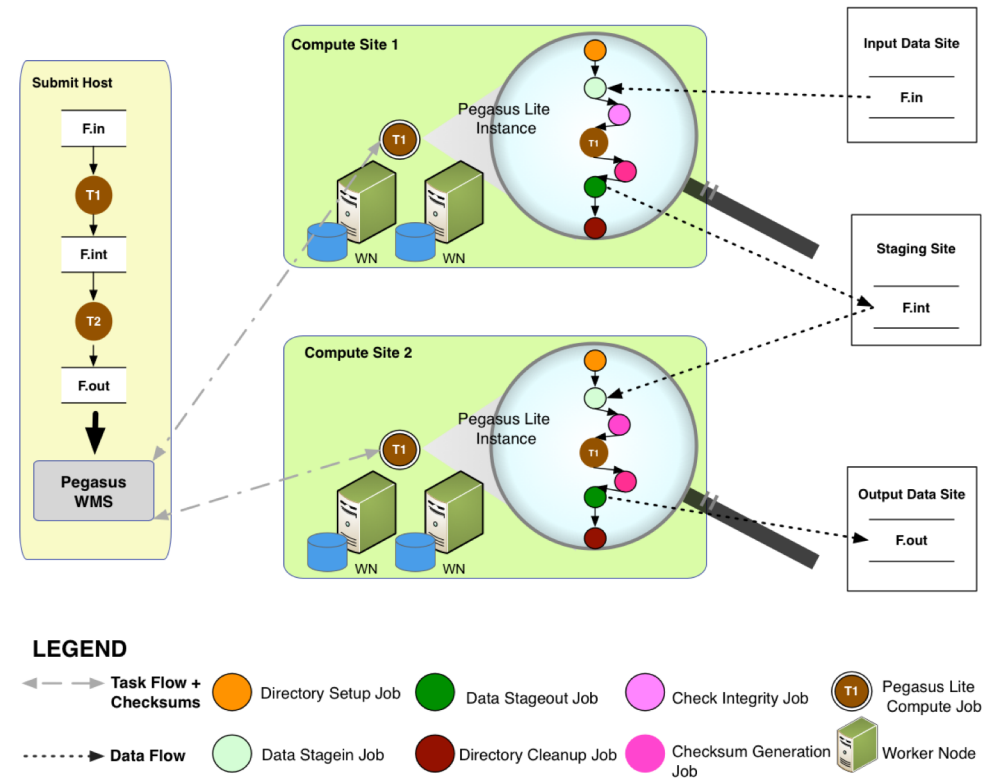 Submit Host
F.in
T1
F.int
T2
F.out
Pegasus
WMS
Compute Site 1
Pegasus Lite
Instance
T1
T1
WN
WN
Compute Site 2
Pegasus Lite
Instance
T1
T1
WN
WN
Input Data Site
F.in
Staging Site
F.int
Output Data Site
F.out
LEGEND
Task Flow +
Checksums
Directory Setup Job
Data Stageout Job
Check Integrity Job
T1
Pegasus Lite
Compute Job
Data Flow
Data Stagein Job
Directory Cleanup Job
Checksum Generation
Job
Worker Node